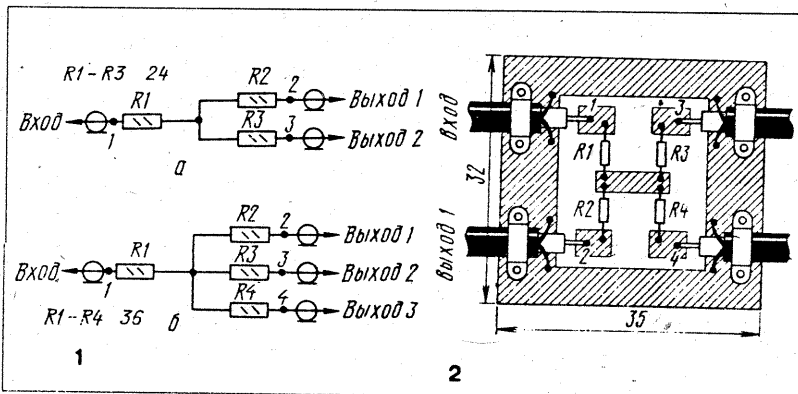 R1-R3 24
Вход
R1
1
R2
2
Выход 1
R3
3
Выход 2
а
Вход
R1
1
R2
2
Выход 1
R3
3
Выход 2
R4
4
Выход 3
R1-R4 36
б
1
Вход
Выход 1
32
35
1
3
R1
R3
R2
R4
2
4
2